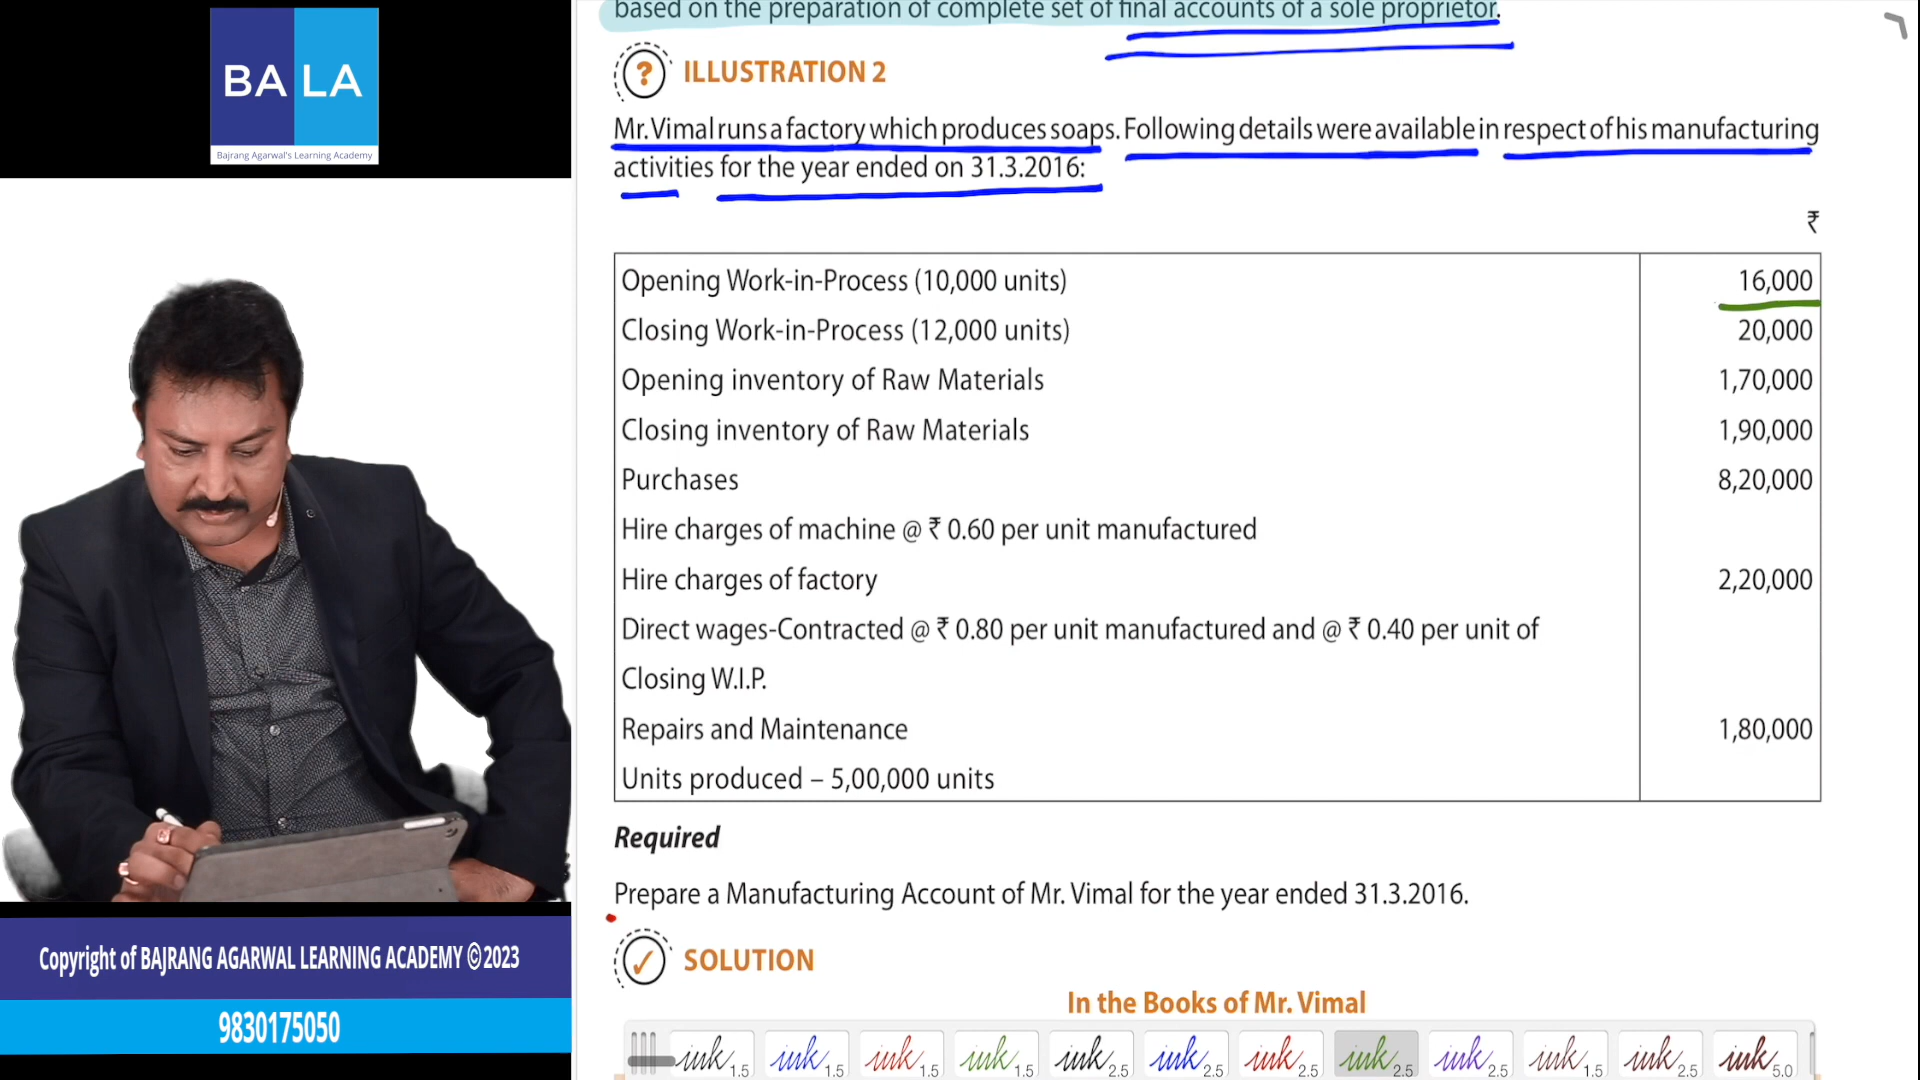 BALA
Bajrang Agarwal's Learning Academy
Copyright of BAJRANG AGARWAL LEARNING ACADEMY ©2023
9830175050
based on the preparation of complete set of final accounts of a sole proprietor.
? ILLUSTRATION 2
Mr. Vimal runs a factory which produces soaps. Following details were available in respect of his manufacturing
activities for the year ended on 31.3.2016:
₹
Opening Work-in-Process (10,000 units) 16,000
Closing Work-in-Process (12,000 units) 20,000
Opening inventory of Raw Materials 1,70,000
Closing inventory of Raw Materials 1,90,000
Purchases 8,20,000
Hire charges of machine @ ₹ 0.60 per unit manufactured
Hire charges of factory 2,20,000
Direct wages-Contracted @ ₹ 0.80 per unit manufactured and @ ₹ 0.40 per unit of
Closing W.I.P.
Repairs and Maintenance 1,80,000
Units produced – 5,00,000 units
Required
Prepare a Manufacturing Account of Mr. Vimal for the year ended 31.3.2016.
SOLUTION
In the Books of Mr. Vimal
ink 1.5 ink 1.5 ink 1.5 ink 1.5 ink 2.5 ink 2.5 ink 2.5 ink 2.5 ink 2.5 ink 1.5 ink 2.5 ink 5.0